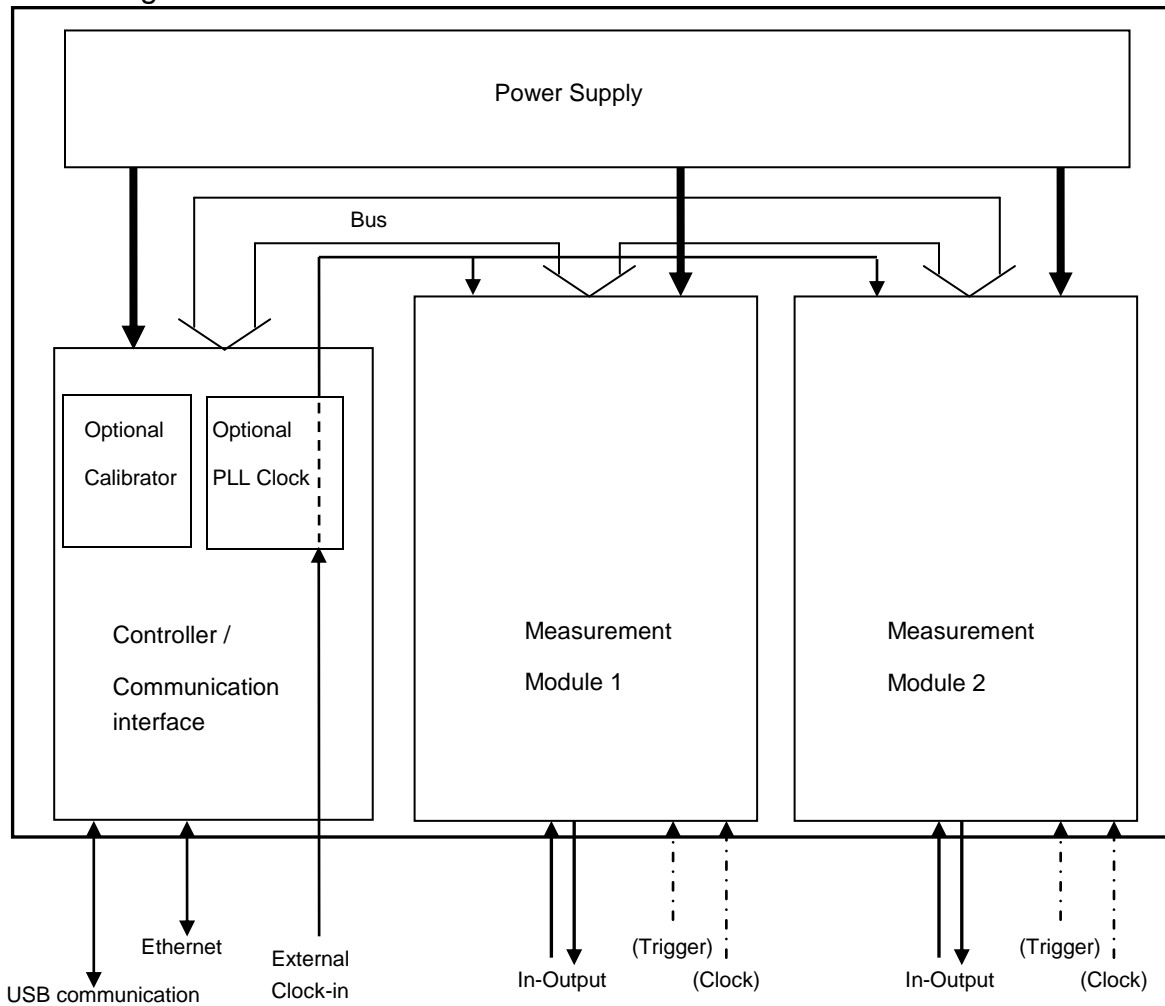 Power Supply
Bus
Optional
Calibrator
Optional
PLL Clock
Controller /
Communication
interface
Measurement
Module 1
Measurement
Module 2
Ethernet
USB communication
External
Clock-in
In-Output
(Trigger)
(Clock)
In-Output
(Trigger)
(Clock)